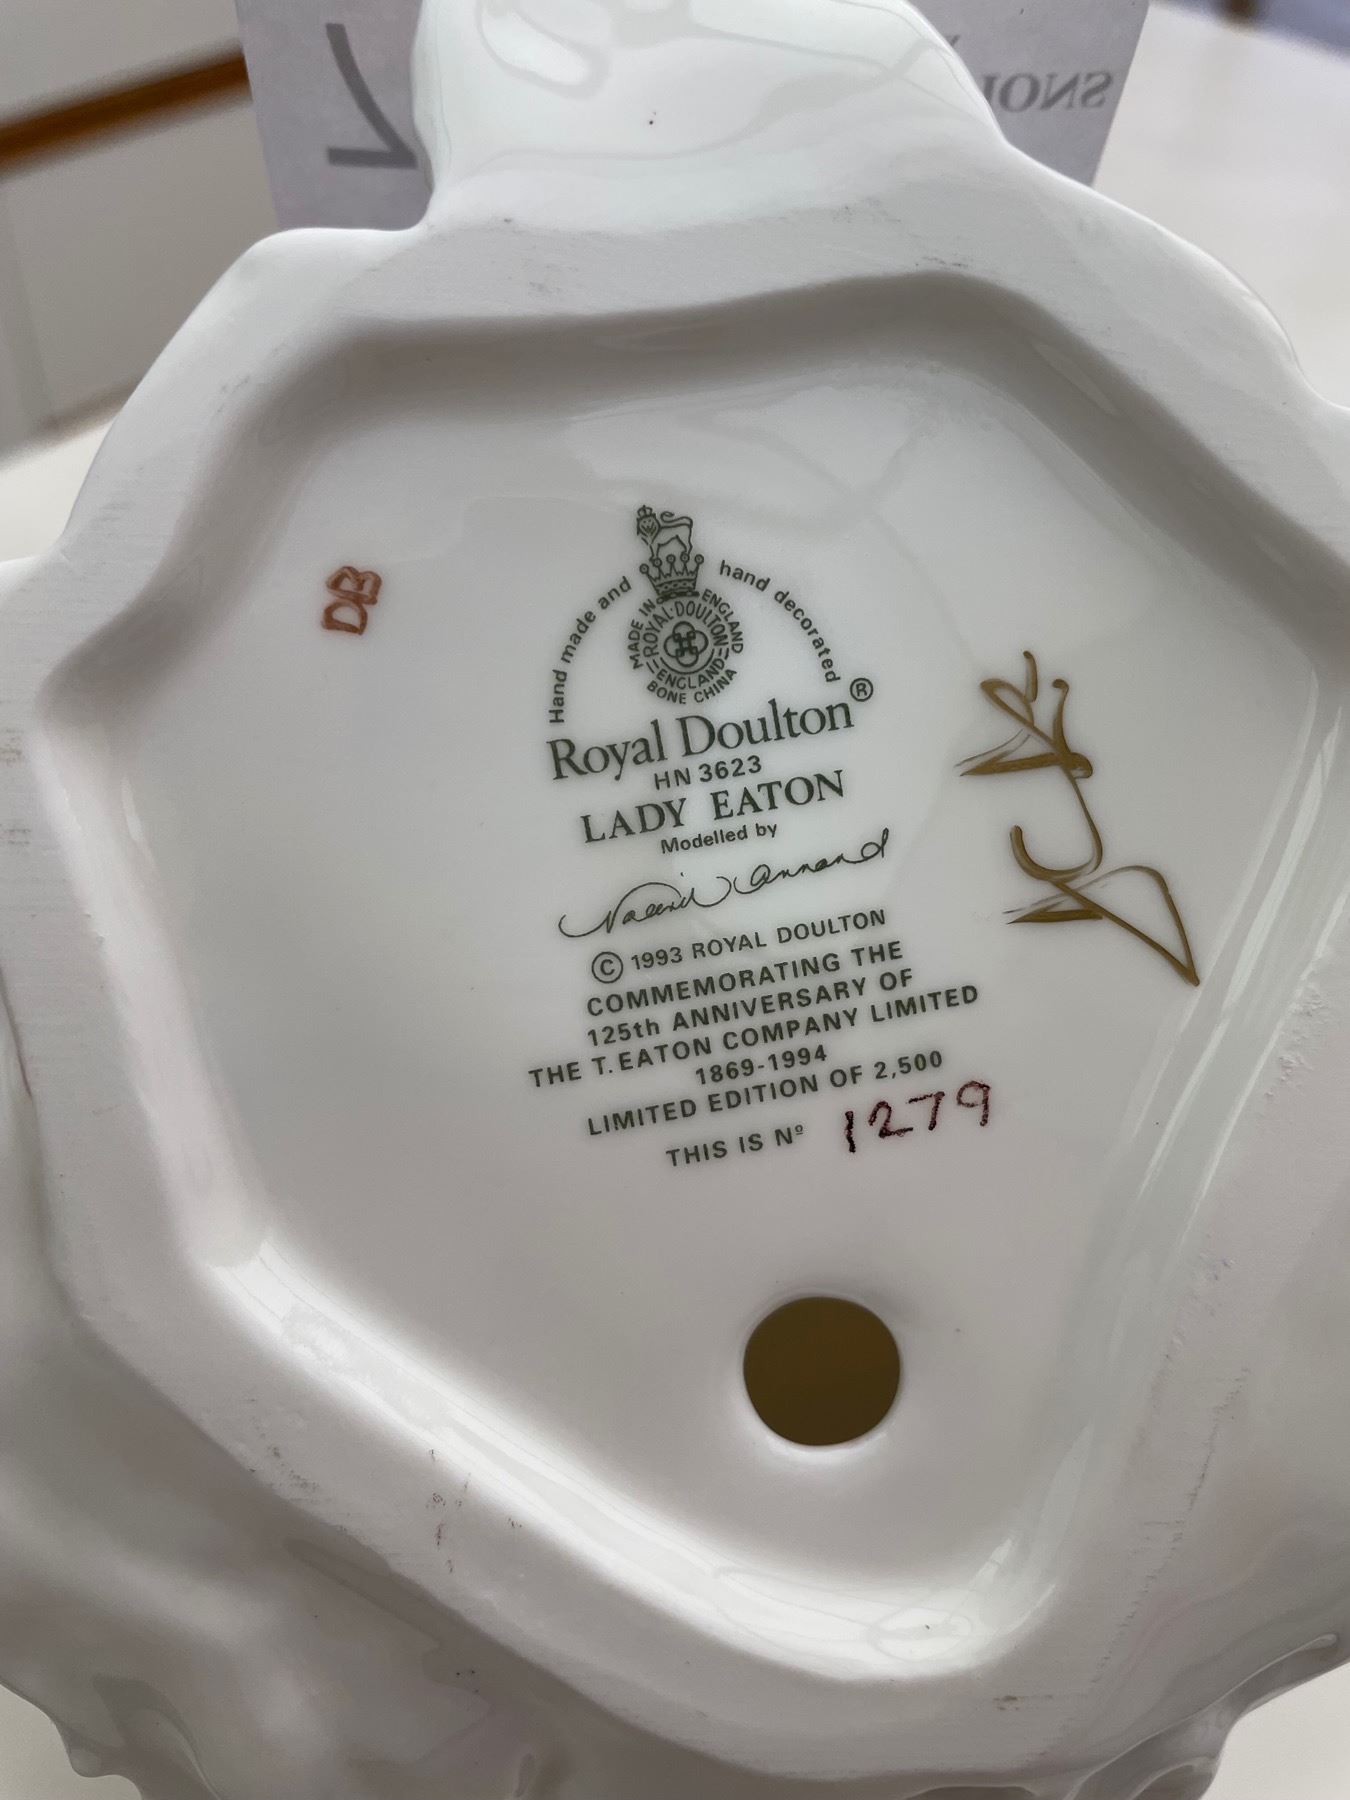 DB
Hand made and hand decorated
MADE IN ENGLAND
ROYAL·DOULTON
ENGLAND
BONE CHINA
Royal Doulton®
HN 3623
LADY EATON
Modelled by
© 1993 ROYAL DOULTON
COMMEMORATING THE
125th ANNIVERSARY OF
THE T. EATON COMPANY LIMITED
1869-1994
LIMITED EDITION OF 2,500
THIS IS Nº 1279